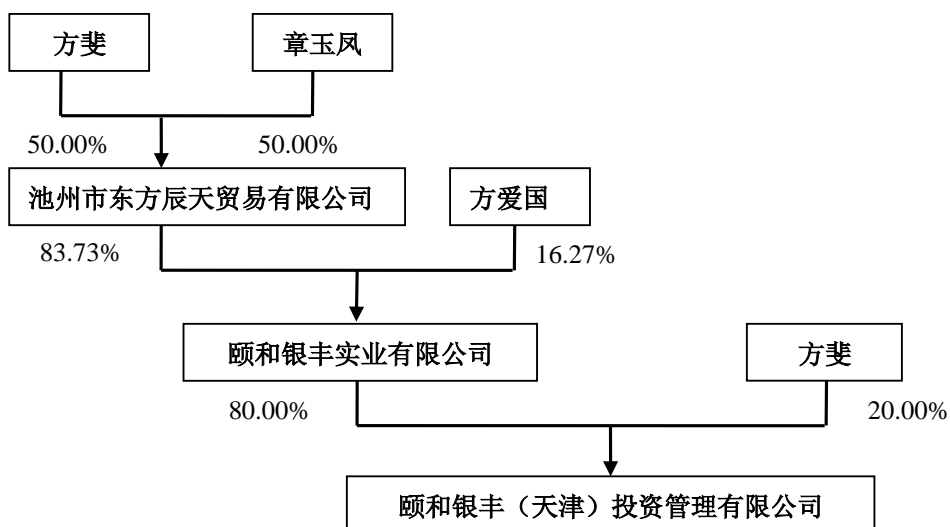 方斐
章玉凤
50.00%
50.00%
池州市东方辰天贸易有限公司
方爱国
83.73%
16.27%
颐和银丰实业有限公司
方斐
80.00%
20.00%
颐和银丰（天津）投资管理有限公司